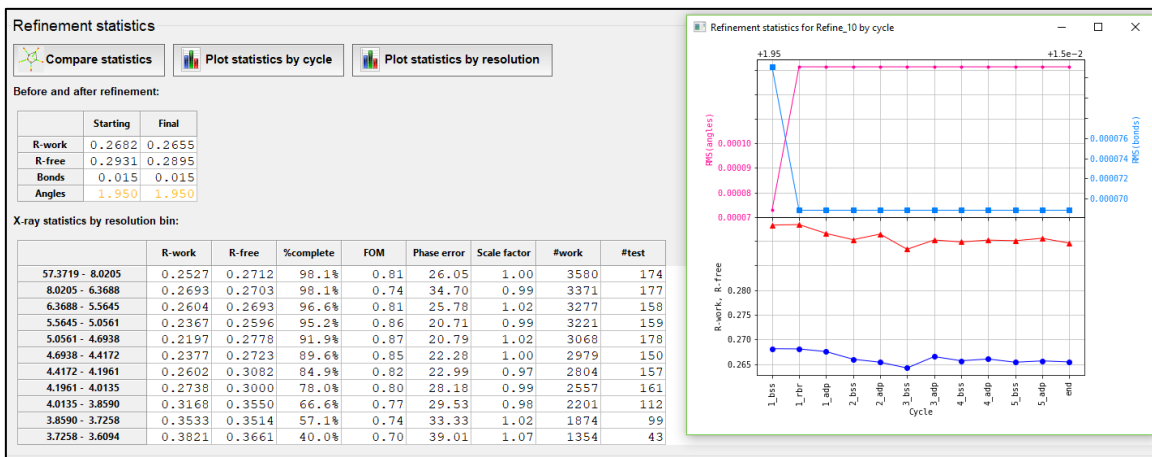 Refinement statistics
Compare statistics
Plot statistics by cycle
Plot statistics by resolution
Before and after refinement:
Starting Final
R-work 0.2682 0.2655
R-free 0.2931 0.2895
Bonds 0.015 0.015
Angles 1.950 1.950
X-ray statistics by resolution bin:
R-work R-free %complete FOM Phase error Scale factor #work #test
57.3719 - 8.0205 0.2527 0.2712 98.1% 0.81 26.05 1.00 3580 174
8.0205 - 6.3688 0.2693 0.2703 98.1% 0.74 34.70 0.99 3371 177
6.3688 - 5.5645 0.2604 0.2693 96.6% 0.81 25.78 1.02 3277 158
5.5645 - 5.0561 0.2367 0.2596 95.2% 0.86 20.71 0.99 3221 159
5.0561 - 4.6938 0.2197 0.2778 91.9% 0.87 20.79 1.02 3068 178
4.6938 - 4.4172 0.2377 0.2723 89.6% 0.85 22.28 1.00 2979 150
4.4172 - 4.1961 0.2602 0.3082 84.9% 0.82 22.99 0.97 2804 157
4.1961 - 4.0135 0.2738 0.3000 78.0% 0.80 28.18 0.99 2557 161
4.0135 - 3.8590 0.3168 0.3550 66.6% 0.77 29.53 0.98 2201 112
3.8590 - 3.7258 0.3533 0.3514 57.1% 0.74 33.33 1.02 1874 99
3.7258 - 3.6094 0.3821 0.3661 40.0% 0.70 39.01 1.07 1354 43
Refinement statistics for Refine_10 by cycle
+1.95 +1.5e-2
RMS(angles)
0.00010
0.00009
0.00008
0.00007
RMS(bonds)
0.000076
0.000074
0.000072
0.000070
R-work, R-free
0.280
0.275
0.270
0.265
1_bss 1_rbr 1_adp 2_bss 2_adp 3_bss 3_adp 4_bss 4_adp 5_bss 5_adp end
Cycle